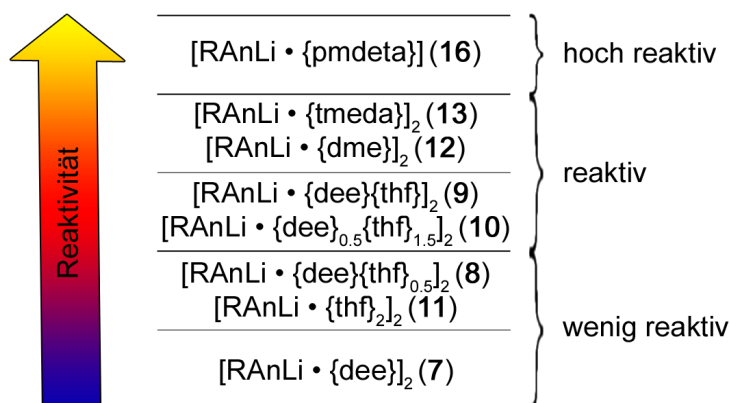 Reaktivität
[RAnLi • {pmdeta}] (16)
hoch reaktiv
[RAnLi • {tmeda}]₂ (13)
[RAnLi • {dme}]₂ (12)
[RAnLi • {dee}{thf}]₂ (9)
[RAnLi • {dee}₀.₅{thf}₁.₅]₂ (10)
reaktiv
[RAnLi • {dee}{thf}₀.₅]₂ (8)
[RAnLi • {thf}₂]₂ (11)
[RAnLi • {dee}]₂ (7)
wenig reaktiv